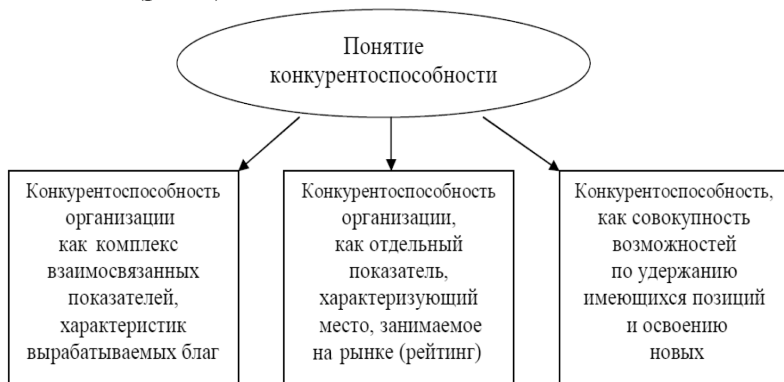 Понятие
конкурентоспособности
Конкурентоспособность
организации
как комплекс
взаимосвязанных
показателей,
характеристик
вырабатываемых благ
Конкурентоспособность
организации,
как отдельный
показатель,
характеризующий
место, занимаемое
на рынке (рейтинг)
Конкурентоспособность,
как совокупность
возможностей
по удержанию
имеющихся позиций
и освоению
новых